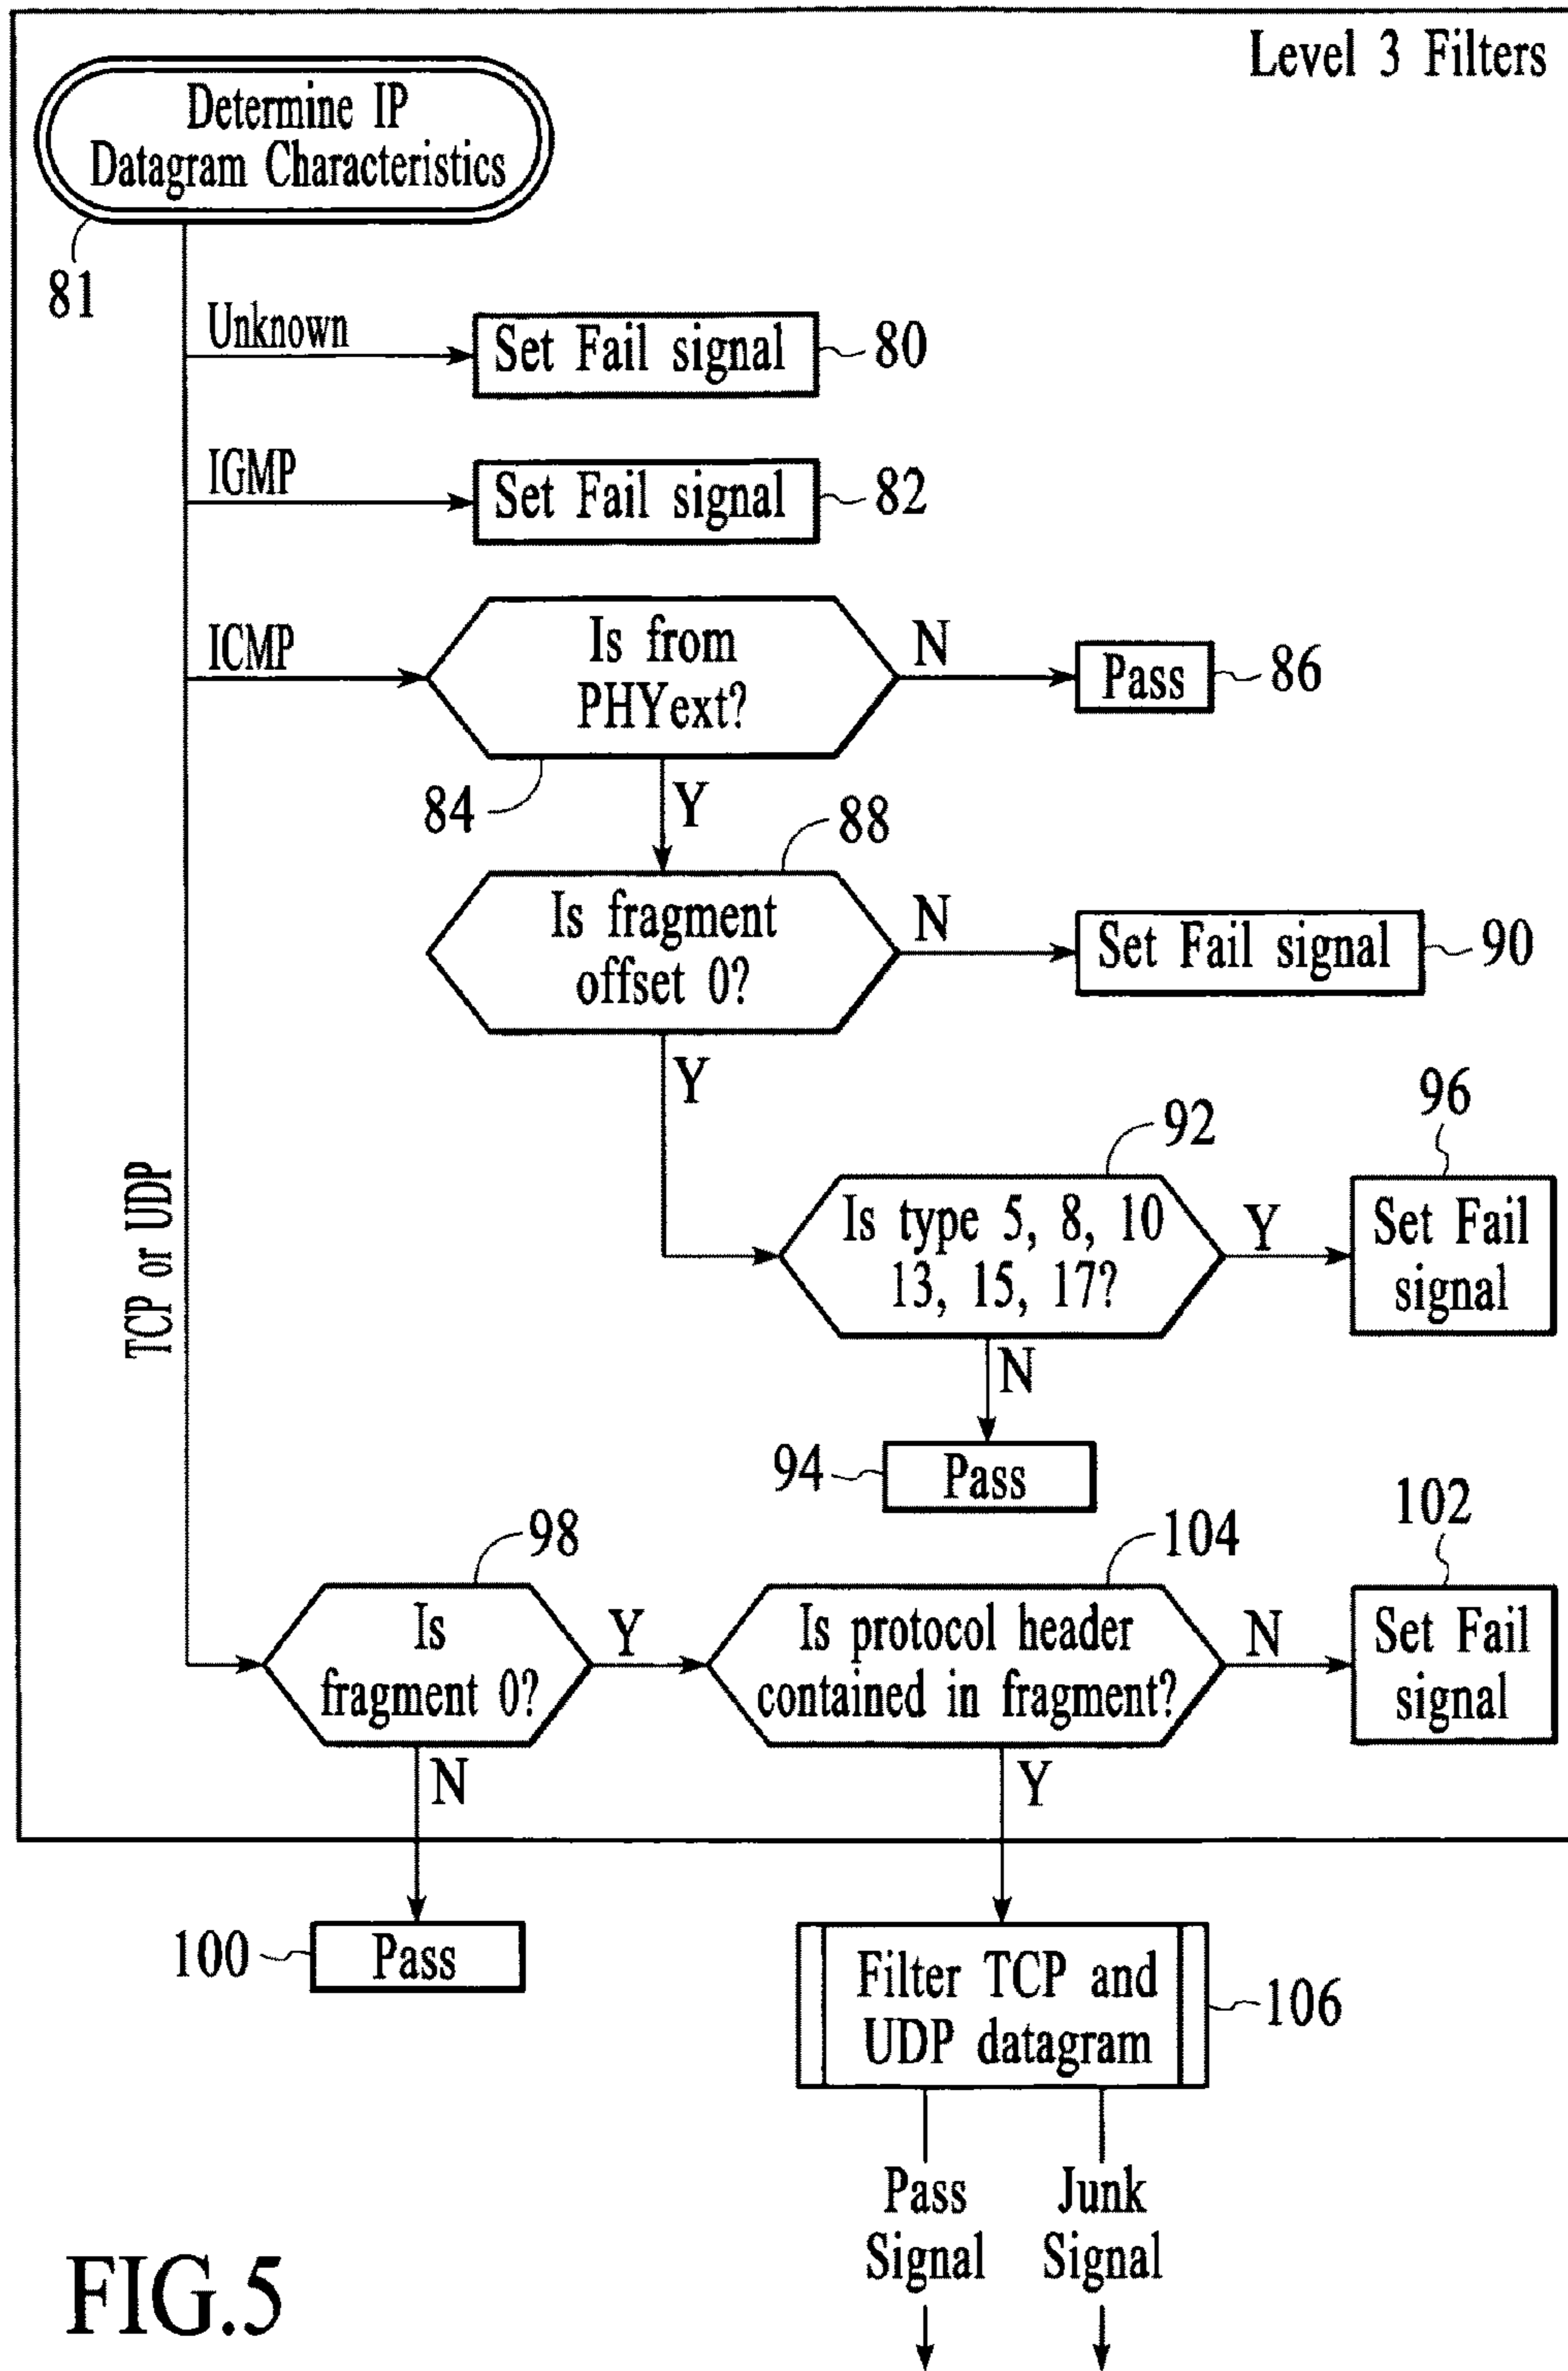 Level 3 Filters
Determine IP
Datagram Characteristics
81
Unknown
Set Fail signal
80
IGMP
Set Fail signal
82
ICMP
Is from
PHYext?
N
Pass
86
84
Y
88
Is fragment
offset 0?
N
Set Fail signal
90
Y
92
96
Is type 5, 8, 10
13, 15, 17?
Y
Set Fail
signal
N
94
Pass
TCP or UDP
98
104
102
Is
fragment 0?
Y
Is protocol header
contained in fragment?
N
Set Fail
signal
N
Y
100
Pass
Filter TCP and
UDP datagram
106
Pass
Signal
Junk
Signal
FIG.5